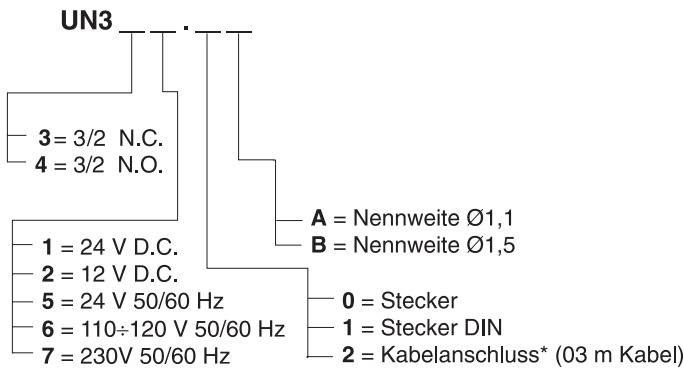 UN3 _ _ . _ _
3 = 3/2 N.C.
4 = 3/2 N.O.
A = Nennweite Ø1,1
B = Nennweite Ø1,5
1 = 24 V D.C.
2 = 12 V D.C.
5 = 24 V 50/60 Hz
6 = 110÷120 V 50/60 Hz
7 = 230V 50/60 Hz
0 = Stecker
1 = Stecker DIN
2 = Kabelanschluss* (03 m Kabel)